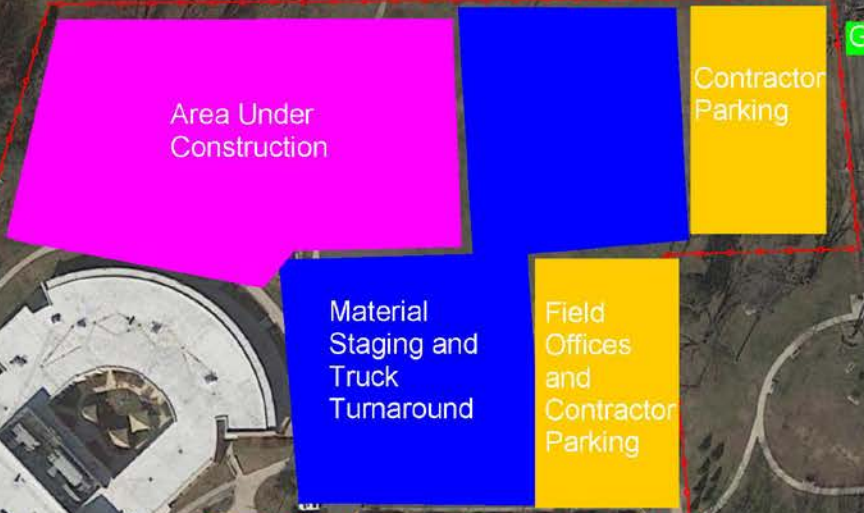 Area Under
Construction
Contractor
Parking
G
Material
Staging and
Truck
Turnaround
Field
Offices
and
Contractor
Parking